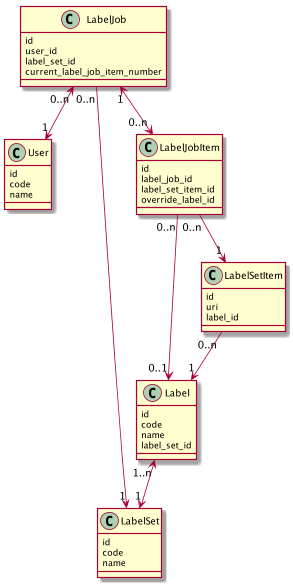 C LabelJob
id
user_id
label_set_id
current_label_job_item_number
0..n 0..n 1
1 0..n
C User
id
code
name
C LabelJobItem
id
label_job_id
label_set_item_id
override_label_id
0..n 0..n
1
C LabelSetItem
id
uri
label_id
0..n
0..1 1
C Label
id
code
name
label_set_id
1..n
1 1
C LabelSet
id
code
name